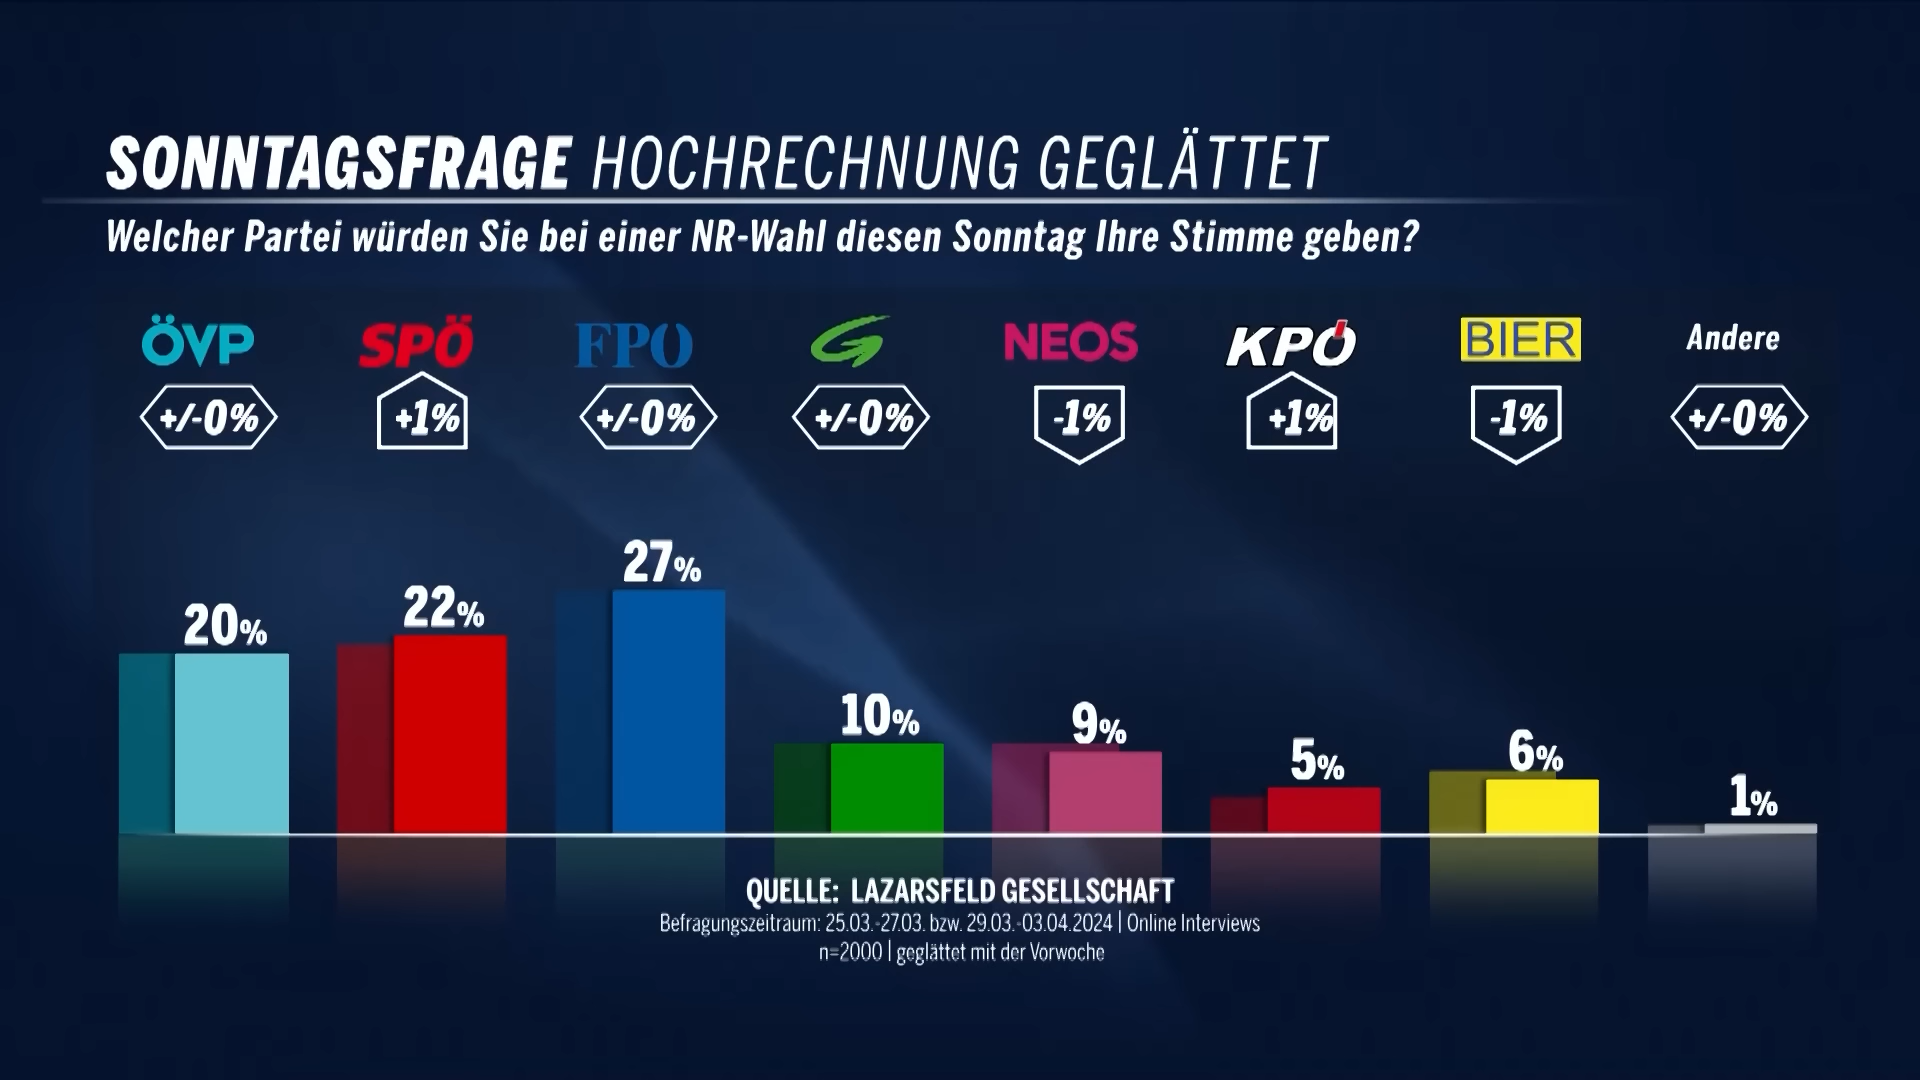 SONNTAGSFRAGE HOCHRECHNUNG GEGLÄTTET
Welcher Partei würden Sie bei einer NR-Wahl diesen Sonntag Ihre Stimme geben?
ÖVP SPÖ FPÖ G NEOS KPÖ BIER Andere
+/-0% +1% +/-0% +/-0% -1% +1% -1% +/-0%
20% 22% 27% 10% 9% 5% 6% 1%
QUELLE: LAZARSFELD GESELLSCHAFT
Befragungszeitraum: 25.03.-27.03. bzw. 29.03.-03.04.2024 | Online Interviews
n=2000 | geglättet mit der Vorwoche